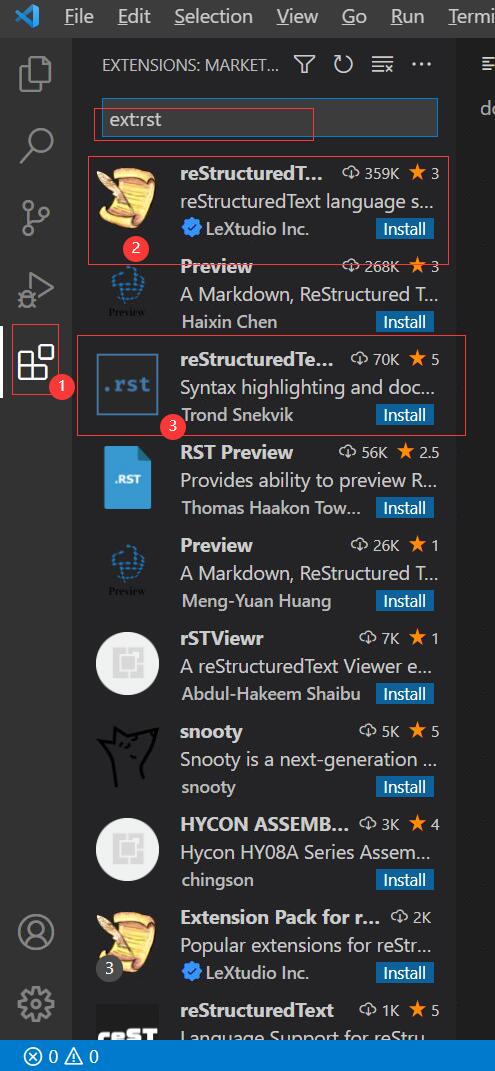 File Edit Selection View Go Run Termi
EXTENSIONS: MARKET...
ext:rst
do
reStructuredT... 359K 3
reStructuredText language s...
LeXtudio Inc. Install
2
Preview 268K 3
A Markdown, ReStructured T...
Preview
Haixin Chen Install
1
reStructuredTe... 70K 5
.rst
Syntax highlighting and doc...
Trond Snekvik Install
3
RST Preview 56K 2.5
.RST
Provides ability to preview R...
Thomas Haakon Tow... Install
Preview 26K 1
A Markdown, ReStructured T...
Preview
Meng-Yuan Huang Install
rSTViewr 7K 1
A reStructuredText Viewer e...
Abdul-Hakeem Shaibu Install
snooty 5K 5
Snooty is a next-generation ...
snooty Install
HYCON ASSEMB... 3K 4
Hycon HY08A Series Assem...
chingson Install
Extension Pack for r... 2K
Popular extensions for reStr...
3
LeXtudio Inc. Install
reStructuredText 1K 5
reST
Language Support for reStru
0 0